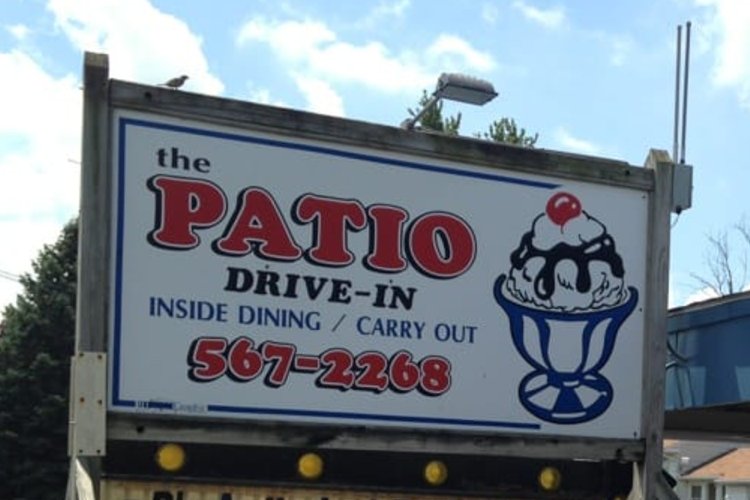 the
PATIO
DRIVE-IN
INSIDE DINING / CARRY OUT
567-2268